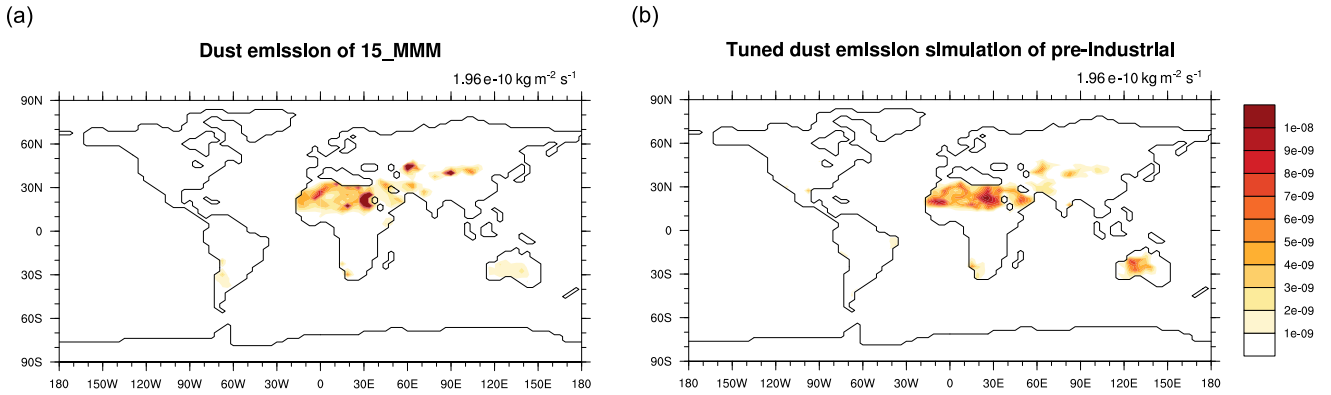 (a)
(b)
Dust emission of 15_MMM
Tuned dust emission simulation of pre-industrial
1.96 e-10 kg m-2 s-1
1.96 e-10 kg m-2 s-1
90N
60N
30N
0
30S
60S
90S
180 150W 120W 90W 60W 30W 0 30E 60E 90E 120E 150E 180
90N
60N
30N
0
30S
60S
90S
180 150W 120W 90W 60W 30W 0 30E 60E 90E 120E 150E 180
1e-08
9e-09
8e-09
7e-09
6e-09
5e-09
4e-09
3e-09
2e-09
1e-09